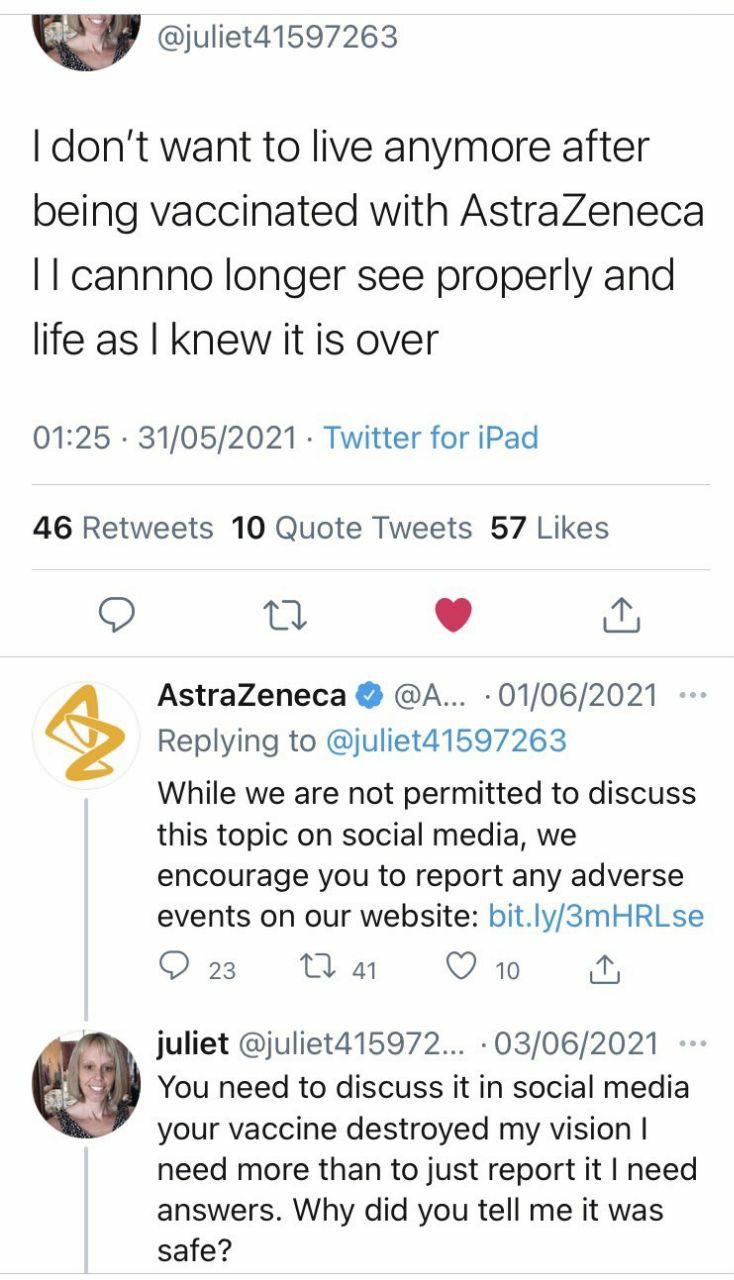 @juliet41597263
I don't want to live anymore after
being vaccinated with AstraZeneca
I I cannno longer see properly and
life as I knew it is over
01:25 · 31/05/2021 · Twitter for iPad
46 Retweets 10 Quote Tweets 57 Likes
AstraZeneca @A... · 01/06/2021 ···
Replying to @juliet41597263
While we are not permitted to discuss
this topic on social media, we
encourage you to report any adverse
events on our website: bit.ly/3mHRLse
23 41 10
juliet @juliet415972... · 03/06/2021 ···
You need to discuss it in social media
your vaccine destroyed my vision I
need more than to just report it I need
answers. Why did you tell me it was
safe?